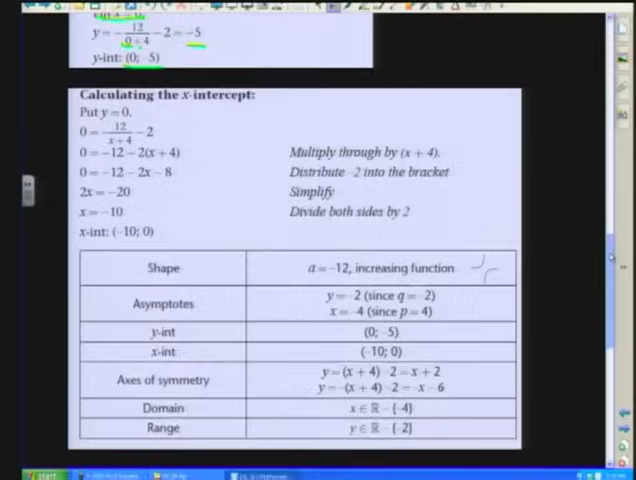 y = - 12/0+4 - 2 = -5
y-int: (0; -5)
Calculating the x-intercept:
Put y = 0.
0 = - 12/x+4 - 2
0 = -12 - 2(x + 4)
Multiply through by (x + 4).
0 = -12 - 2x - 8
Distribute -2 into the bracket
2x = -20
Simplify
x = -10
Divide both sides by 2
x-int: (-10; 0)
Shape
a = -12, increasing function
Asymptotes
y = -2 (since q = -2)
x = -4 (since p = 4)
y-int
(0; -5)
x-int
(-10; 0)
Axes of symmetry
y = (x + 4) - 2 = x + 2
y = -(x + 4) - 2 = -x - 6
Domain
x ∈ ℝ - {-4}
Range
y ∈ ℝ - {-2}
START